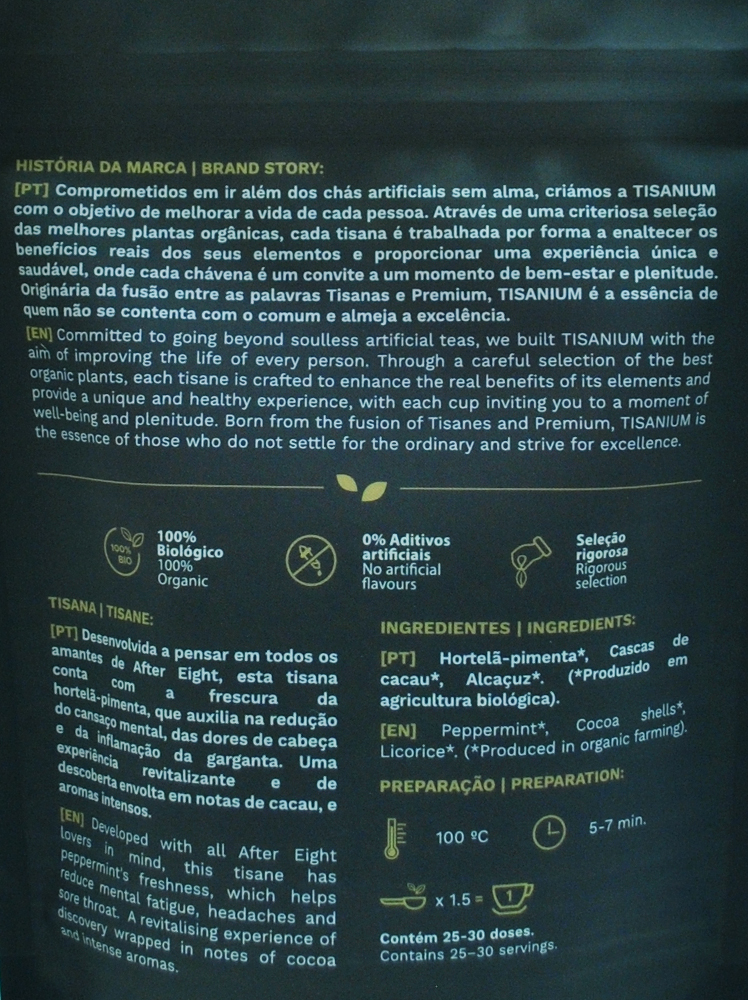 HISTÓRIA DA MARCA | BRAND STORY:
[PT] Comprometidos em ir além dos chás artificiais sem alma, criámos a TISANIUM
com o objetivo de melhorar a vida de cada pessoa. Através de uma criteriosa seleção
das melhores plantas orgânicas, cada tisana é trabalhada por forma a enaltecer os
benefícios reais dos seus elementos e proporcionar uma experiência única e
saudável, onde cada chávena é um convite a um momento de bem-estar e plenitude.
Originária da fusão entre as palavras Tisanas e Premium, TISANIUM é a essência de
quem não se contenta com o comum e almeja a excelência.
[EN] Committed to going beyond soulless artificial teas, we built TISANIUM with the
aim of improving the life of every person. Through a careful selection of the best
organic plants, each tisane is crafted to enhance the real benefits of its elements and
provide a unique and healthy experience, with each cup inviting you to a moment of
well-being and plenitude. Born from the fusion of Tisanes and Premium, TISANIUM is
the essence of those who do not settle for the ordinary and strive for excellence.
100%
BIO
100%
Biológico
100%
Organic
0% Aditivos
artificiais
No artificial
flavours
Seleção
rigorosa
Rigorous
selection
TISANA | TISANE:
[PT] Desenvolvida a pensar em todos os
amantes de After Eight, esta tisana
conta com a frescura da
hortelã-pimenta, que auxilia na redução
do cansaço mental, das dores de cabeça
e da inflamação da garganta. Uma
experiência revitalizante e de
descoberta envolta em notas de cacau, e
aromas intensos.
[EN] Developed with all After Eight
lovers in mind, this tisane has
peppermint's freshness, which helps
reduce mental fatigue, headaches and
sore throat. A revitalising experience of
discovery wrapped in notes of cocoa
and intense aromas.
INGREDIENTES | INGREDIENTS:
[PT] Hortelã-pimenta*, Cascas de
cacau*, Alcaçuz*. (*Produzido em
agricultura biológica).
[EN] Peppermint*, Cocoa shells*,
Licorice*. (*Produced in organic farming).
PREPARAÇÃO | PREPARATION:
100 ºC
5-7 min.
x 1.5 = 1
Contém 25-30 doses.
Contains 25-30 servings.